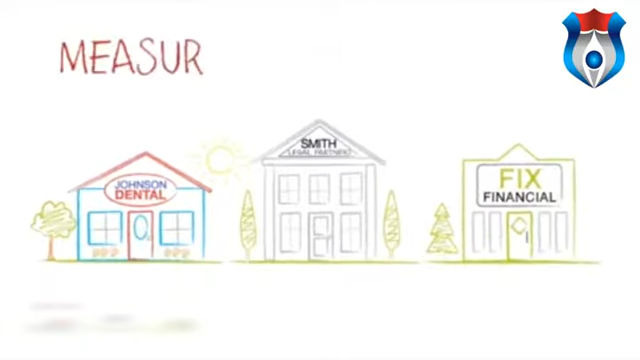 MEASUR
JOHNSON
DENTAL
SMITH
LEGAL PARTNERS
FIX
FINANCIAL